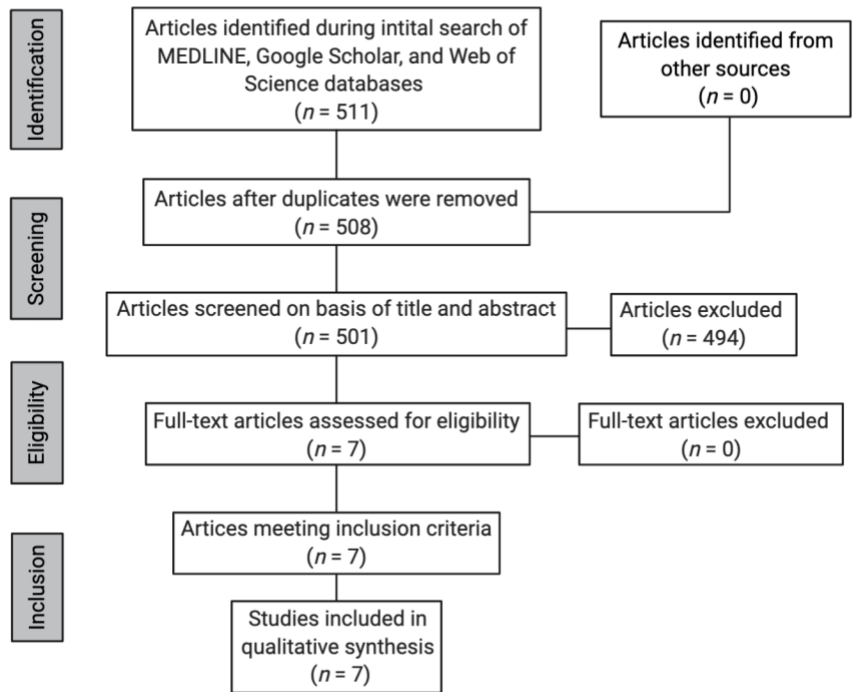 Identification
Articles identified during intital search of
MEDLINE, Google Scholar, and Web of
Science databases
(n = 511)
Articles identified from
other sources
(n = 0)
Screening
Articles after duplicates were removed
(n = 508)
Articles screened on basis of title and abstract
(n = 501)
Articles excluded
(n = 494)
Eligibility
Full-text articles assessed for eligibility
(n = 7)
Full-text articles excluded
(n = 0)
Inclusion
Artices meeting inclusion criteria
(n = 7)
Studies included in
qualitative synthesis
(n = 7)